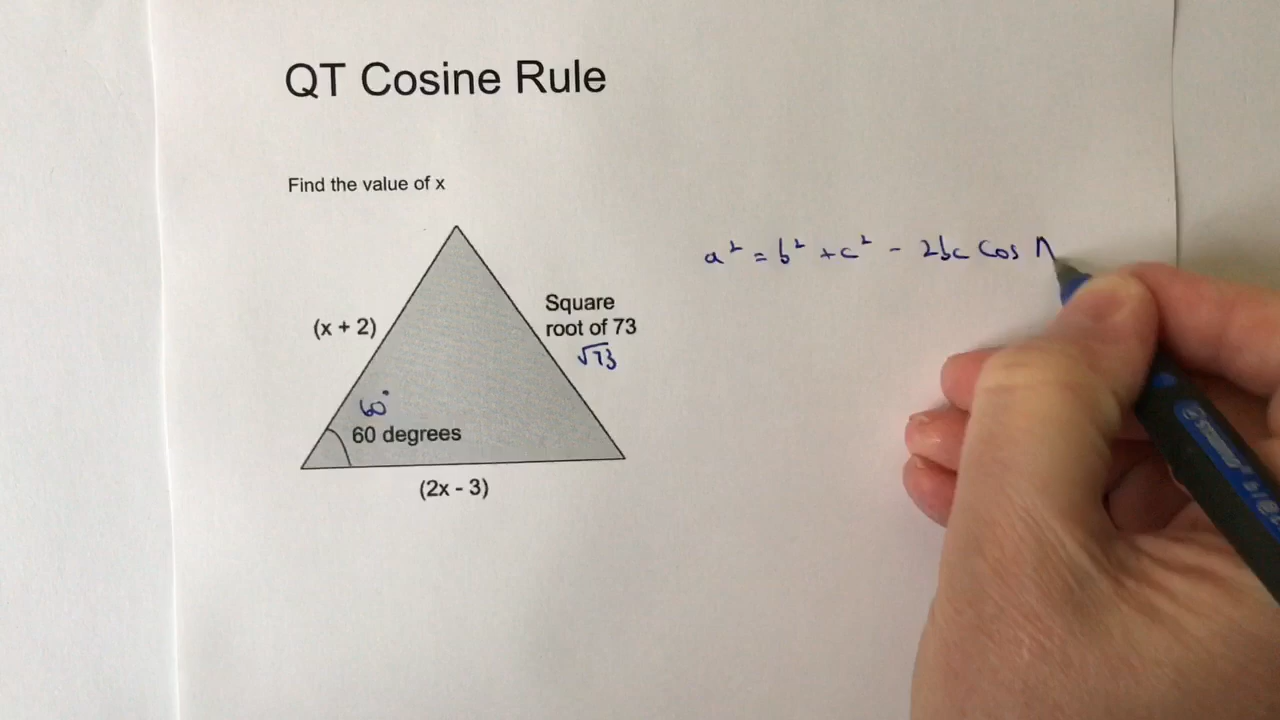 QT Cosine Rule
Find the value of x
a² = b² + c² - 2bc Cos A
(x + 2)
Square
root of 73
√73
60°
60 degrees
(2x - 3)